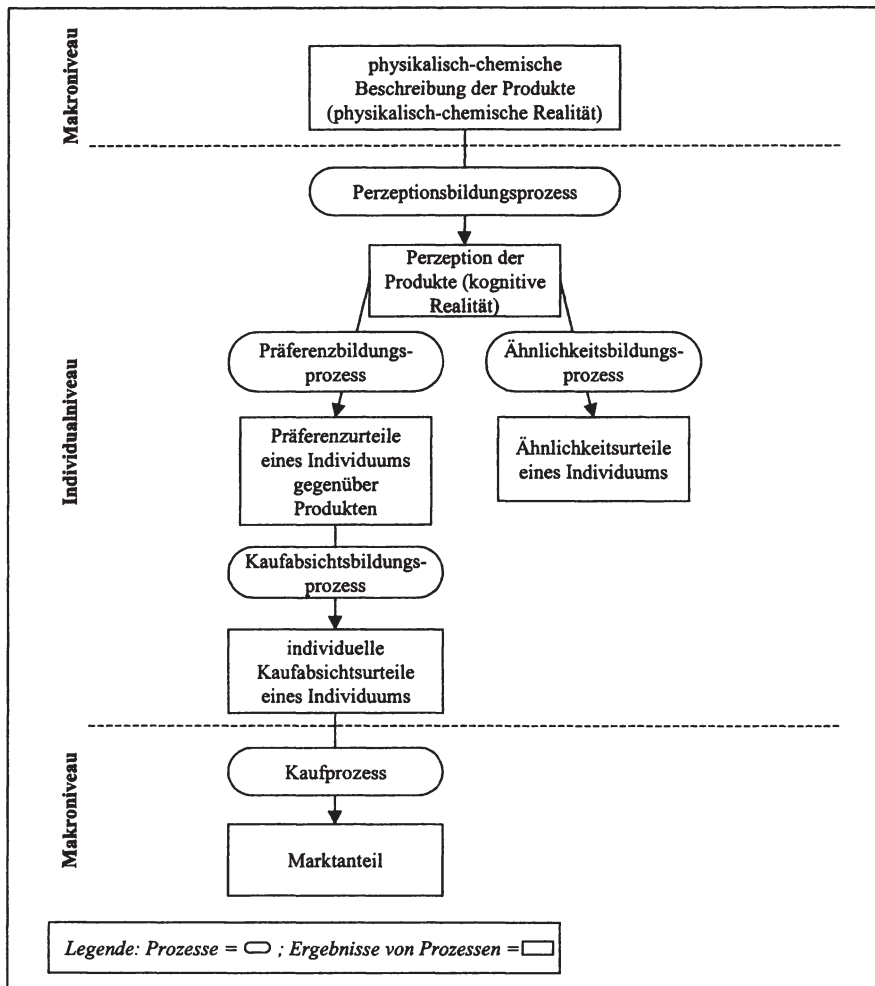 Makroniveau
physikalisch-chemische
Beschreibung der Produkte
(physikalisch-chemische Realität)
Individualniveau
Perzeptionsbildungsprozess
Perzeption der
Produkte (kognitive
Realität)
Präferenzbildungs-
prozess
Ähnlichkeitsbildungs-
prozess
Präferenzurteile
eines Individuums
gegenüber
Produkten
Ähnlichkeitsurteile
eines Individuums
Kaufabsichtsbildungs-
prozess
individuelle
Kaufabsichtsurteile
eines Individuums
Makroniveau
Kaufprozess
Marktanteil
Legende: Prozesse = ; Ergebnisse von Prozessen =